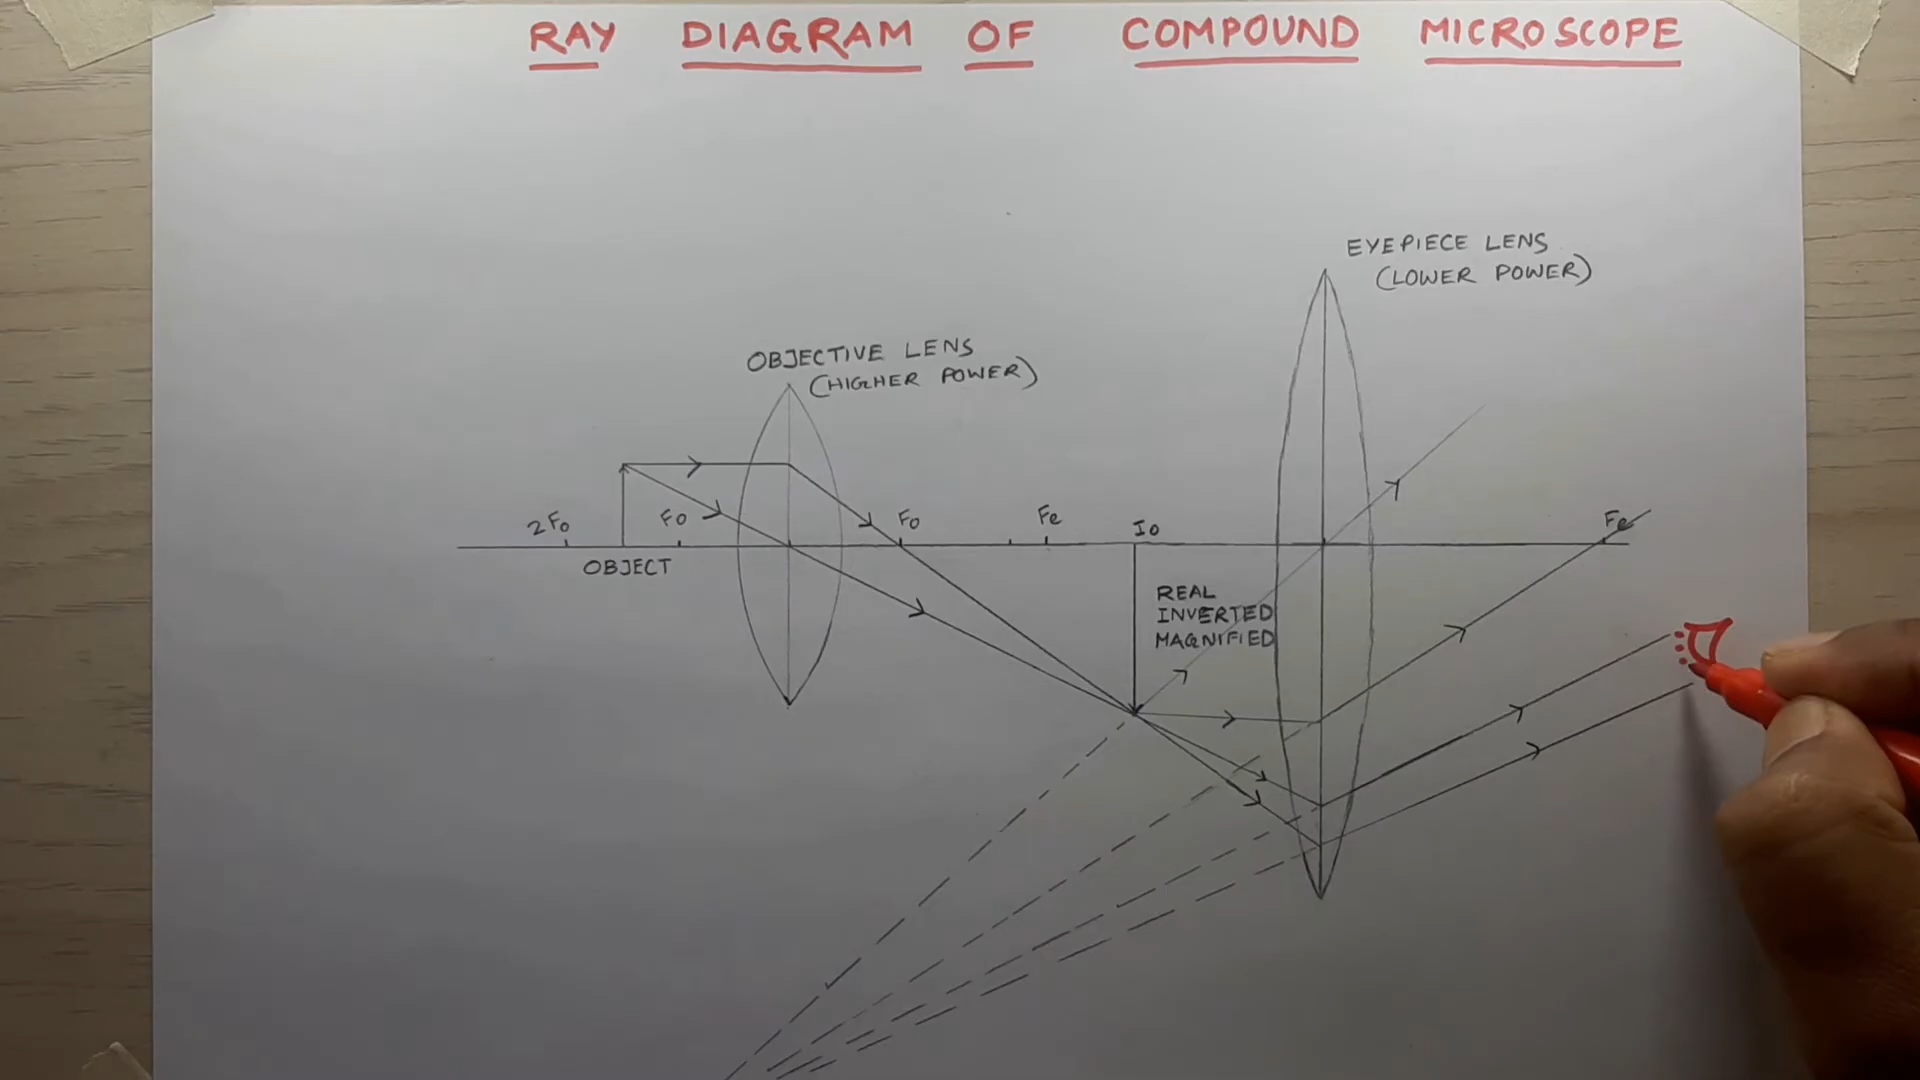 RAY DIAGRAM OF COMPOUND MICROSCOPE
EYEPIECE LENS
(LOWER POWER)
OBJECTIVE LENS
(HIGHER POWER)
2Fo
Fo
Fo
Fe
Io
Fe
OBJECT
REAL
INVERTED
MAGNIFIED